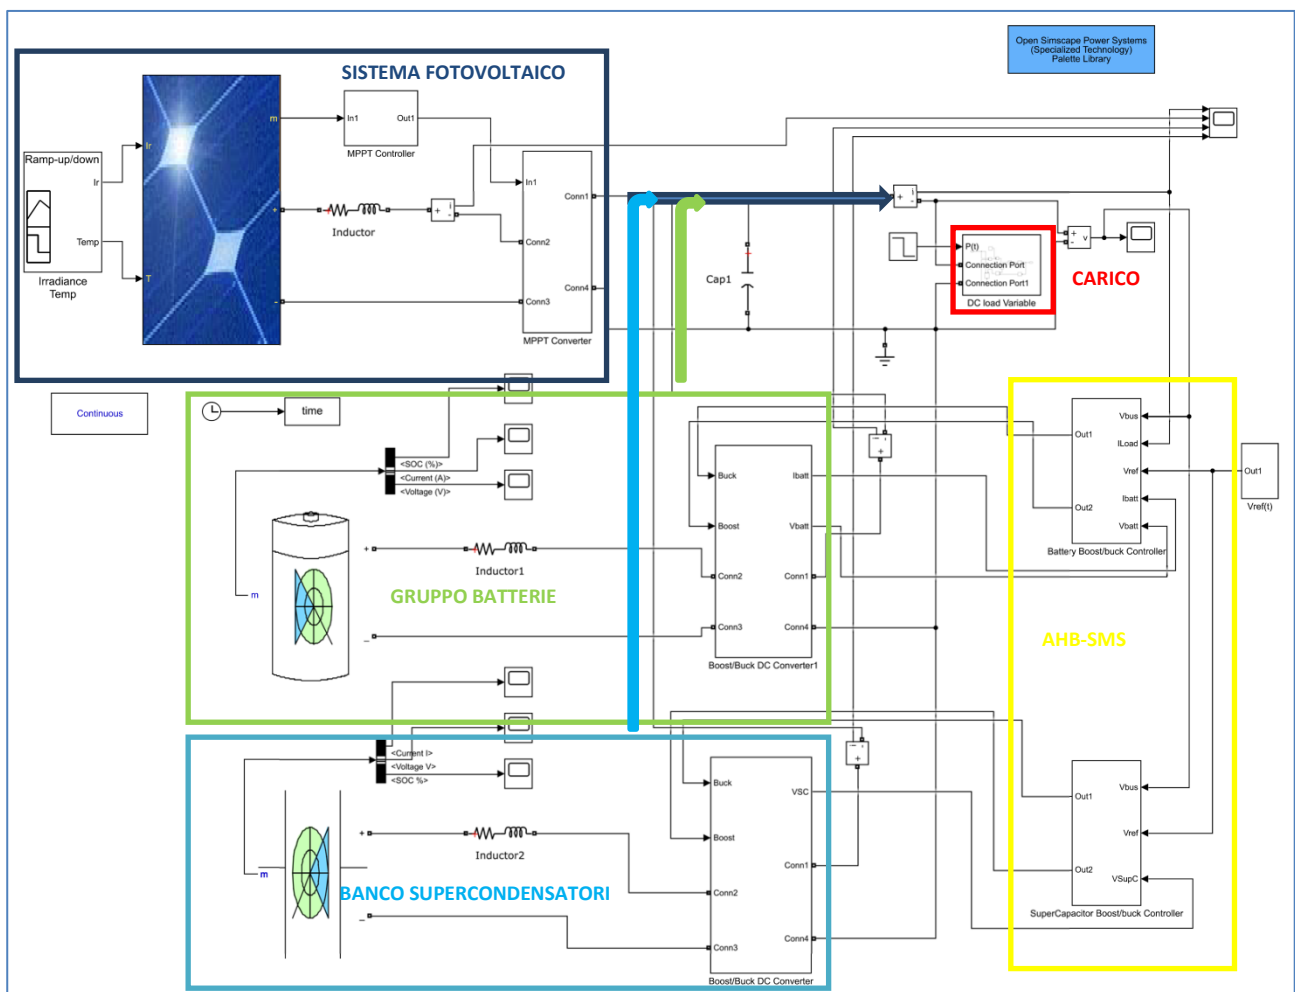 Open Simscape Power Systems
(Specialized Technology)
Palette Library
SISTEMA FOTOVOLTAICO
Ramp-up/down
Ir
Temp
Irradiance
Temp
Ir
T
m
+
-
In1
Out1
MPPT Controller
Inductor
+
i
-
In1
Conn1
Conn2
Conn4
Conn3
MPPT Converter
Cap1
+
i
-
P(t)
Connection Port
Connection Port1
DC load Variable
+
-
v
CARICO
Continuous
time
<SOC (%)>
<Current (A)>
<Voltage (V)>
m
+
_
Inductor1
GRUPPO BATTERIE
Buck
Boost
Conn2
Conn3
Ibatt
Vbatt
Conn1
Conn4
Boost/Buck DC Converter1
i
-
+
Out1
Out2
Vbus
ILoad
Vref
Ibatt
Vbatt
Battery Boost/buck Controller
Out1
Vref(t)
AHB-SMS
<Current I>
<Voltage V>
<SOC %>
m
+
_
Inductor2
BANCO SUPERCONDENSATORI
Buck
Boost
Conn2
Conn3
VSC
Conn1
Conn4
Boost/Buck DC Converter
i
-
+
Out1
Out2
Vbus
Vref
VSupC
SuperCapacitor Boost/buck Controller